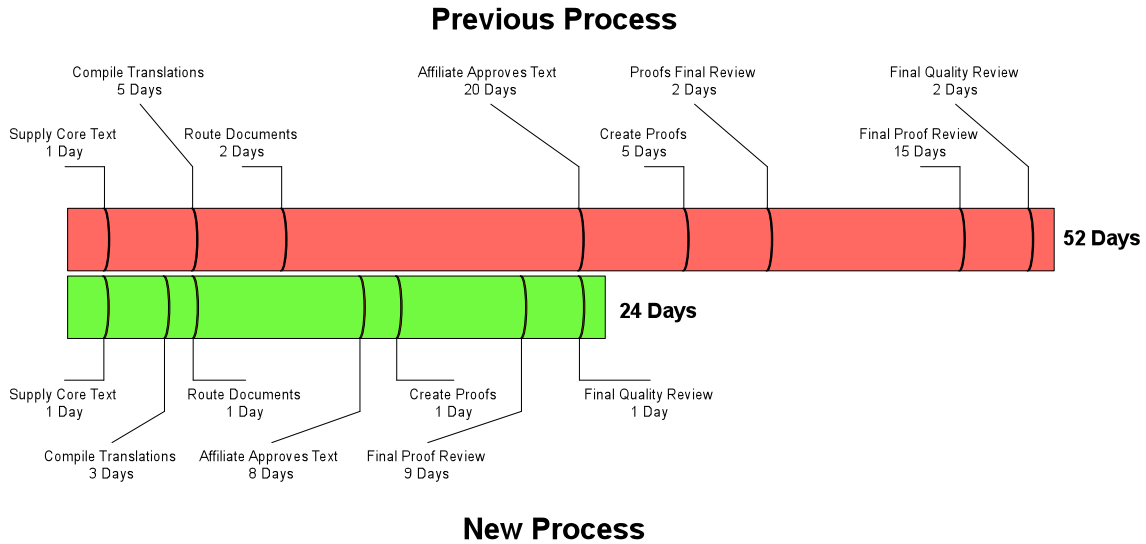 Previous Process
Compile Translations
5 Days
Affiliate Approves Text
20 Days
Proofs Final Review
2 Days
Final Quality Review
2 Days
Supply Core Text
1 Day
Route Documents
2 Days
Create Proofs
5 Days
Final Proof Review
15 Days
52 Days
24 Days
Supply Core Text
1 Day
Route Documents
1 Day
Create Proofs
1 Day
Final Quality Review
1 Day
Compile Translations
3 Days
Affiliate Approves Text
8 Days
Final Proof Review
9 Days
New Process